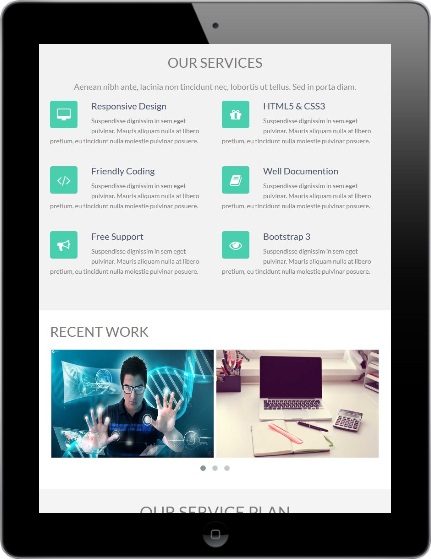 OUR SERVICES
Aenean nibh ante, lacinia non tincidunt nec, lobortis ut tellus. Sed in porta diam.
Responsive Design
Suspendisse dignissim in sem eget
pulvinar. Mauris aliquam nulla at libero
pretium, eu tincidunt nulla molestie pulvinar posuere.
HTML5 & CSS3
Suspendisse dignissim in sem eget
pulvinar. Mauris aliquam nulla at libero
pretium, eu tincidunt nulla molestie pulvinar posuere.
Friendly Coding
Suspendisse dignissim in sem eget
pulvinar. Mauris aliquam nulla at libero
pretium, eu tincidunt nulla molestie pulvinar posuere.
Well Documention
Suspendisse dignissim in sem eget
pulvinar. Mauris aliquam nulla at libero
pretium, eu tincidunt nulla molestie pulvinar posuere.
Free Support
Suspendisse dignissim in sem eget
pulvinar. Mauris aliquam nulla at libero
pretium, eu tincidunt nulla molestie pulvinar posuere.
Bootstrap 3
Suspendisse dignissim in sem eget
pulvinar. Mauris aliquam nulla at libero
pretium, eu tincidunt nulla molestie pulvinar posuere.
RECENT WORK
OUR SERVICE PLAN